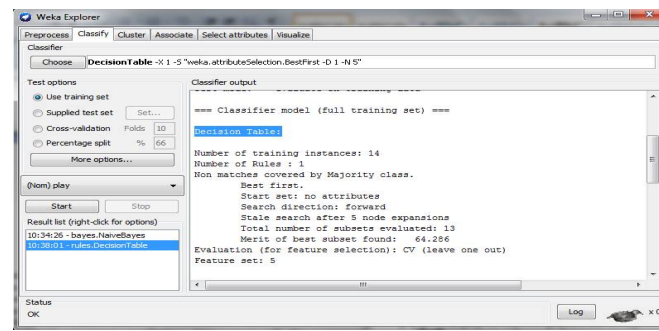 Weka Explorer
Preprocess Classify Cluster Associate Select attributes Visualize
Classifier
Choose DecisionTable -X 1 -S "weka.attributeSelection.BestFirst -D 1 -N 5"
Test options
Use training set
Supplied test set Set...
Cross-validation Folds 10
Percentage split % 66
More options...
(Nom) play
Start Stop
Result list (right-click for options)
10:34:26 - bayes.NaiveBayes
10:38:01 - rules.DecisionTable
Classifier output
=== Classifier model (full training set) ===
Decision Table:
Number of training instances: 14
Number of Rules : 1
Non matches covered by Majority class.
Best first.
Start set: no attributes
Search direction: forward
Stale search after 5 node expansions
Total number of subsets evaluated: 13
Merit of best subset found: 64.286
Evaluation (for feature selection): CV (leave one out)
Feature set: 5
Status
OK
Log
x 0